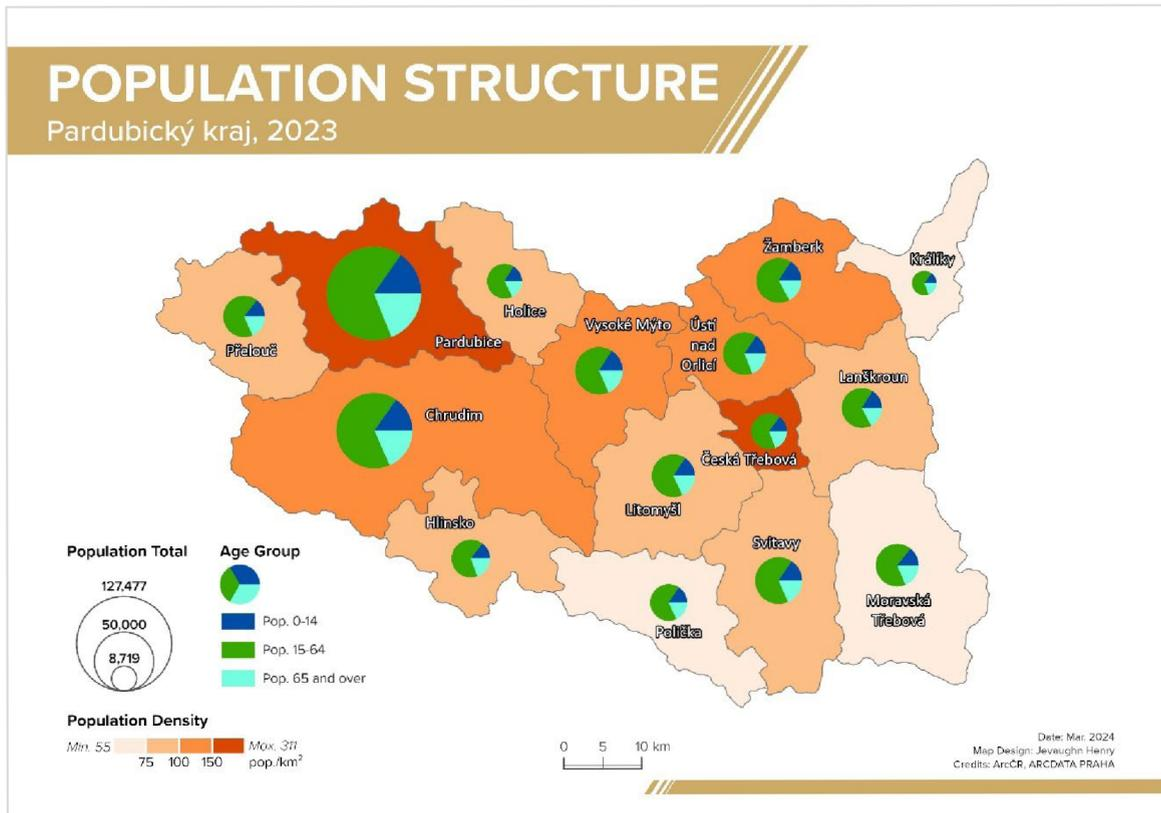 POPULATION STRUCTURE
Pardubický kraj, 2023
Žamberk
Králíky
Holice
Pardubice
Přelouč
Vysoké Mýto
Ústí
nad
Orlicí
Lanškroun
Chrudim
Česká Třebová
Litomyšl
Hlinsko
Svitavy
Moravská
Třebová
Polička
Population Total
127,477
50,000
8,719
Age Group
Pop. 0-14
Pop. 15-64
Pop. 65 and over
Population Density
Min. 55
Max. 311
75 100 150 pop./km²
0 5 10 km
Date: Mar. 2024
Map Design: Jevaughn Henry
Credits: ArcČR, ARCDATA PRAHA